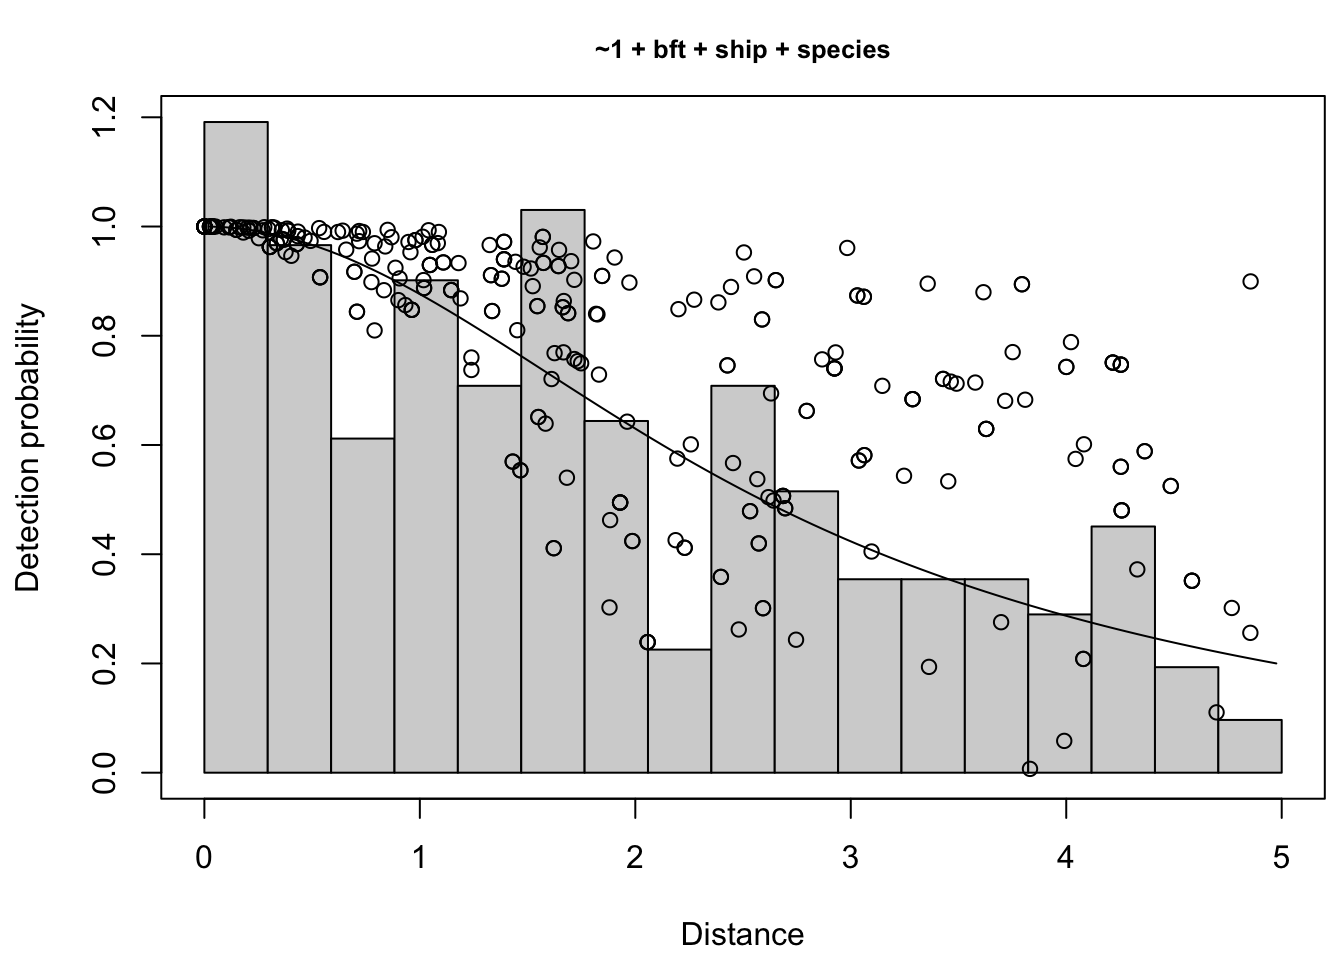 ~1 + bft + ship + species
Detection probability
1.2
1.0
0.8
0.6
0.4
0.2
0.0
0 1 2 3 4 5
Distance